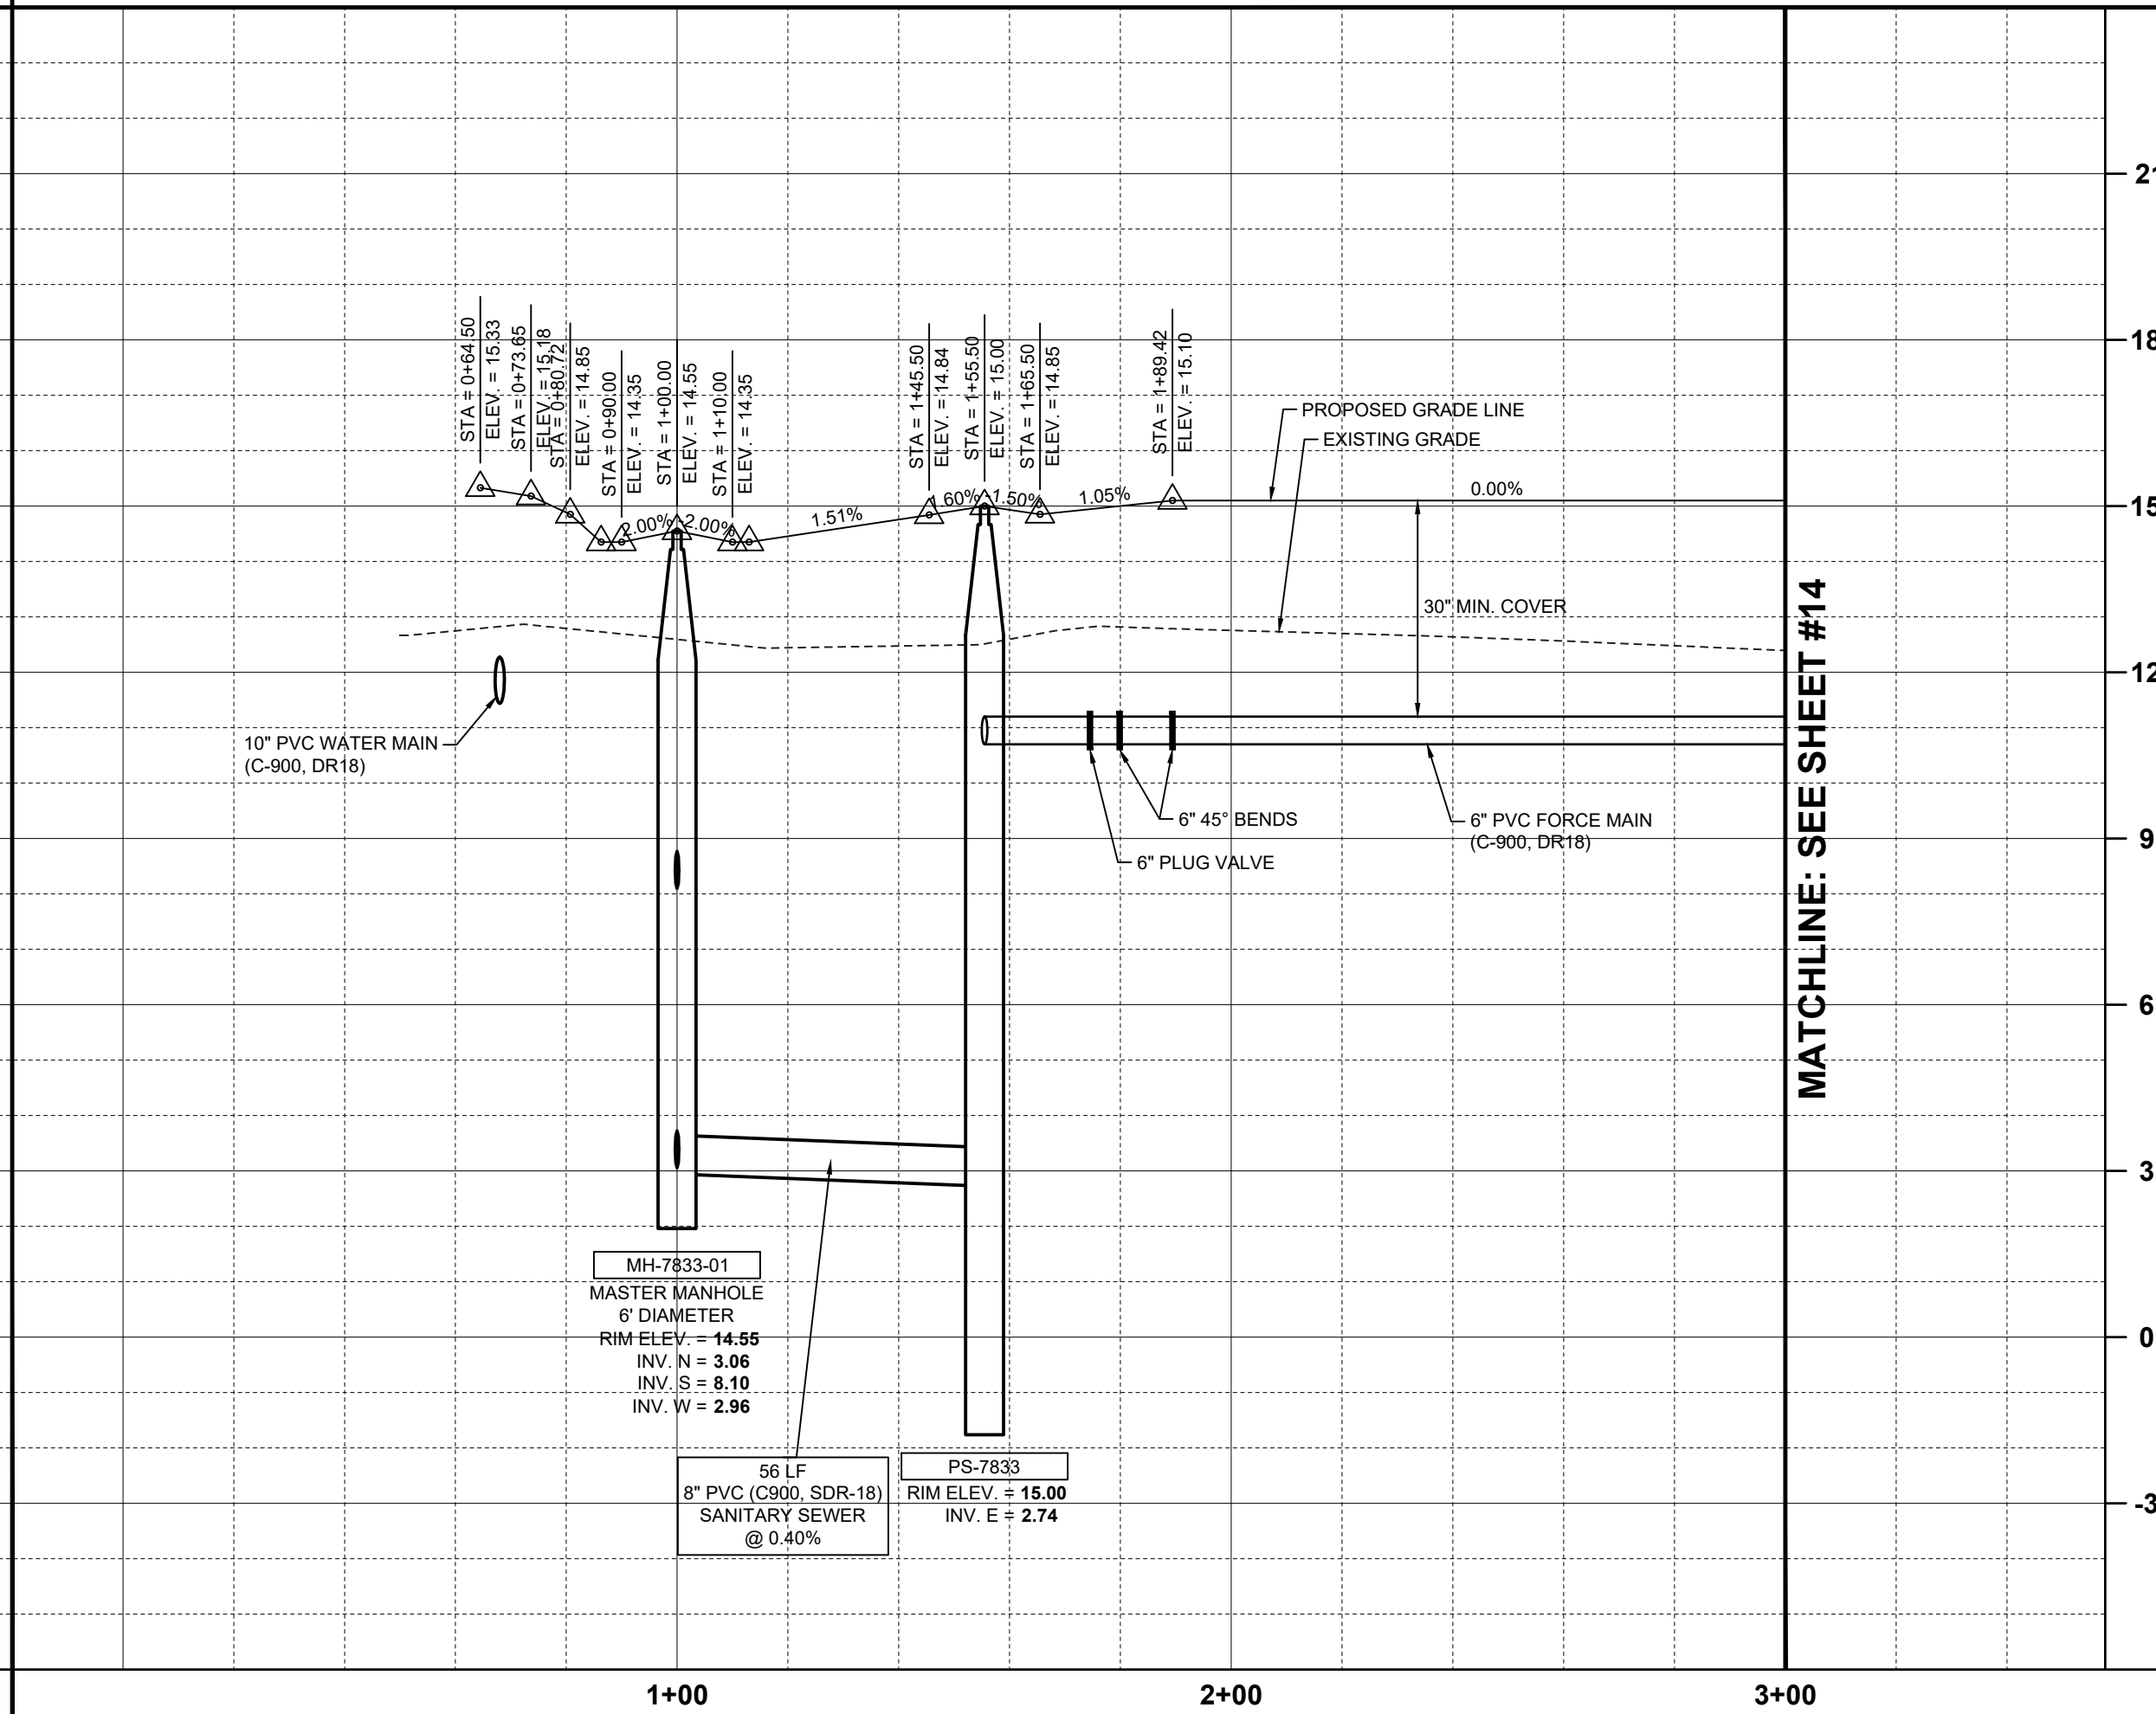 STA = 0+64.50
ELEV. = 15.33
STA = 0+73.65
ELEV. = 15.18
STA = 0+80.72
ELEV. = 14.85
STA = 0+90.00
ELEV. = 14.35
STA = 1+00.00
ELEV. = 14.55
STA = 1+10.00
ELEV. = 14.35
STA = 1+45.50
ELEV. = 14.84
STA = 1+55.50
ELEV. = 15.00
STA = 1+65.50
ELEV. = 14.85
STA = 1+89.42
ELEV. = 15.10
2.00%
-2.00%
1.51%
1.60%
-1.50%
1.05%
0.00%
PROPOSED GRADE LINE
EXISTING GRADE
30" MIN. COVER
10" PVC WATER MAIN
(C-900, DR18)
6" 45° BENDS
6" PLUG VALVE
6" PVC FORCE MAIN
(C-900, DR18)
MATCHLINE: SEE SHEET #14
MH-7833-01
MASTER MANHOLE
6' DIAMETER
RIM ELEV. = 14.55
INV. N = 3.06
INV. S = 8.10
INV. W = 2.96
56 LF
8" PVC (C900, SDR-18)
SANITARY SEWER
@ 0.40%
PS-7833
RIM ELEV. = 15.00
INV. E = 2.74
21
18
15
12
9
6
3
0
-3
1+00
2+00
3+00